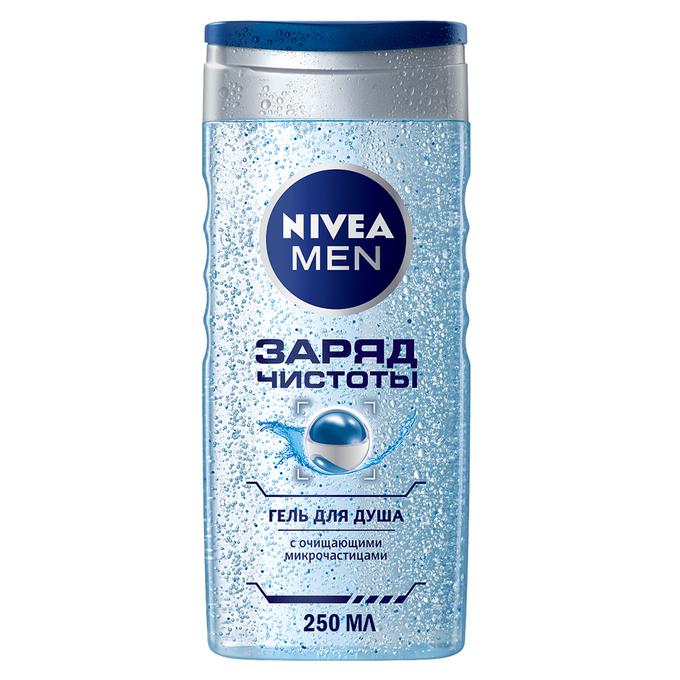 NIVEA
MEN
ЗАРЯД
ЧИСТОТЫ
ГЕЛЬ ДЛЯ ДУША
с очищающими
микрочастицами
250 МЛ